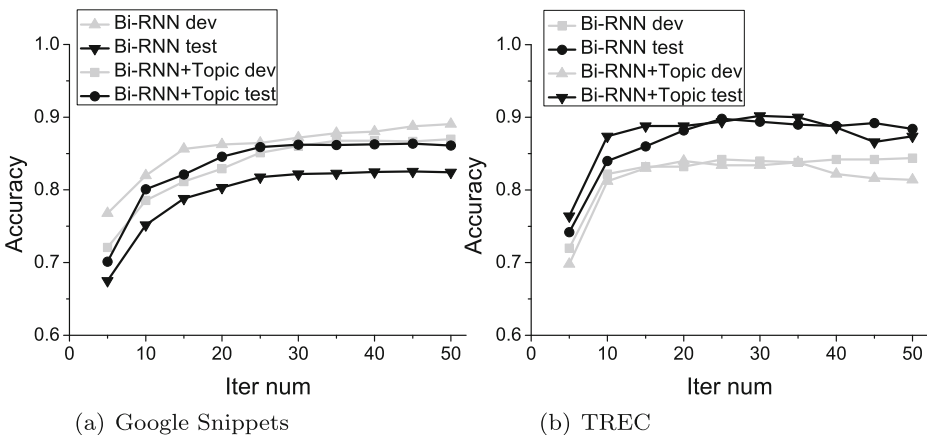 Bi-RNN dev
Bi-RNN test
Bi-RNN+Topic dev
Bi-RNN+Topic test
1.0
0.9
0.8
0.7
0.6
Accuracy
0 10 20 30 40 50
Iter num
(a) Google Snippets
Bi-RNN dev
Bi-RNN test
Bi-RNN+Topic dev
Bi-RNN+Topic test
1.0
0.9
0.8
0.7
0.6
Accuracy
0 10 20 30 40 50
Iter num
(b) TREC